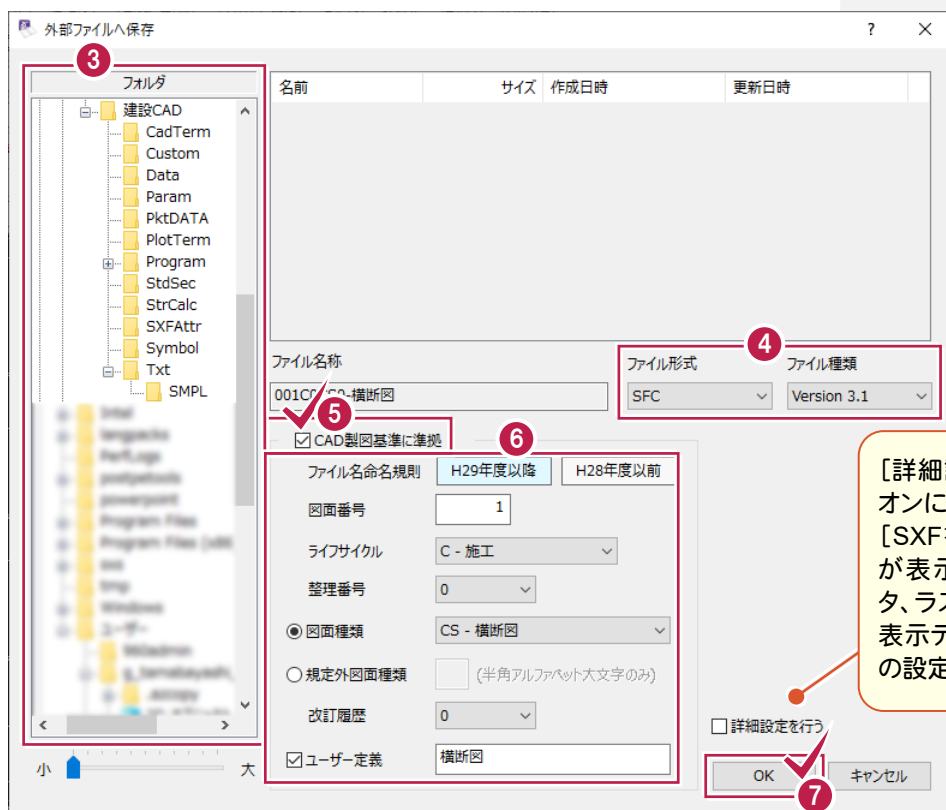 外部ファイルへ保存
?
×
3
フォルダ
建設CAD
CadTerm
Custom
Data
Param
PktDATA
PlotTerm
Program
StdSec
StrCalc
SXFAttr
Symbol
Txt
SMPL
小
大
名前 サイズ 作成日時 更新日時
ファイル名称
-横断図
4
ファイル形式 ファイル種類
SFC Version 3.1
5
CAD製図基準に準拠
6
ファイル名命名規則 H29年度以降 H28年度以前
図面番号 1
ライフサイクル C - 施工
整理番号 0
図面種類 CS - 横断図
規定外図面種類 (半角アルファベット大文字のみ)
改訂履歴 0
ユーザー定義 横断図
[詳細
オンに
[SXF
が表示
タ、ラス
表示デ
の設定
詳細設定を行う
OK
キャンセル
7